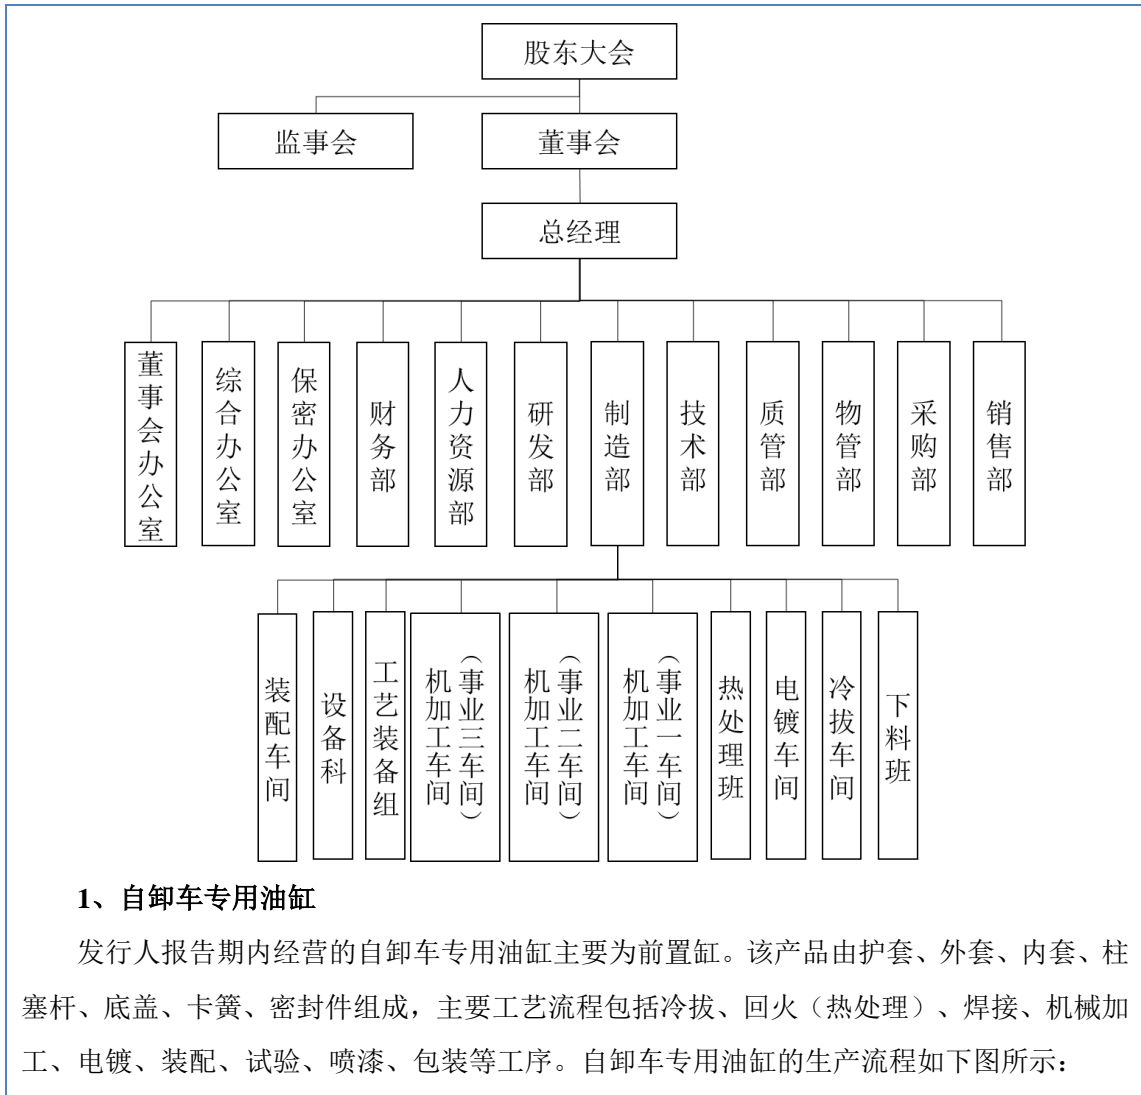 股东大会
监事会
董事会
总经理
董事会办公室
综合办公室
保密办公室
财务部
人力资源部
研发部
制造部
技术部
质管部
物管部
采购部
销售部
装配车间
设备科
工艺装备组
机加工车间
（事业三车间）
机加工车间
（事业二车间）
机加工车间
（事业一车间）
热处理班
电镀车间
冷拔车间
下料班
1、自卸车专用油缸
发行人报告期内经营的自卸车专用油缸主要为前置缸。该产品由护套、外套、内套、柱
塞杆、底盖、卡簧、密封件组成，主要工艺流程包括冷拔、回火（热处理）、焊接、机械加
工、电镀、装配、试验、喷漆、包装等工序。自卸车专用油缸的生产流程如下图所示：